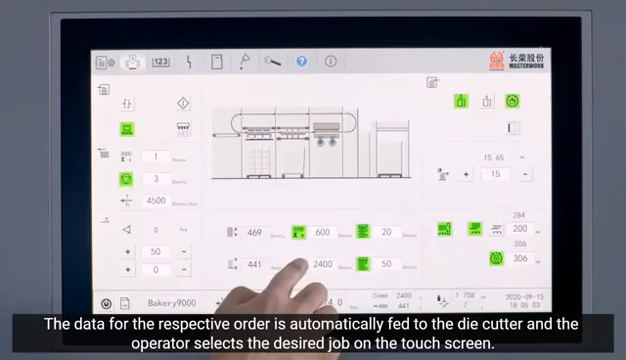 123
?
长荣股份
MASTERWORK
1
3
4500
0
+ 50 −
+ 0 −
469
600
20
441
2400
50
15.65
+ 15 −
284
200
306
306
Bakery9000
2400
441
1 758
2020-09-15
The data for the respective order is automatically fed to the die cutter and the
operator selects the desired job on the touch screen.